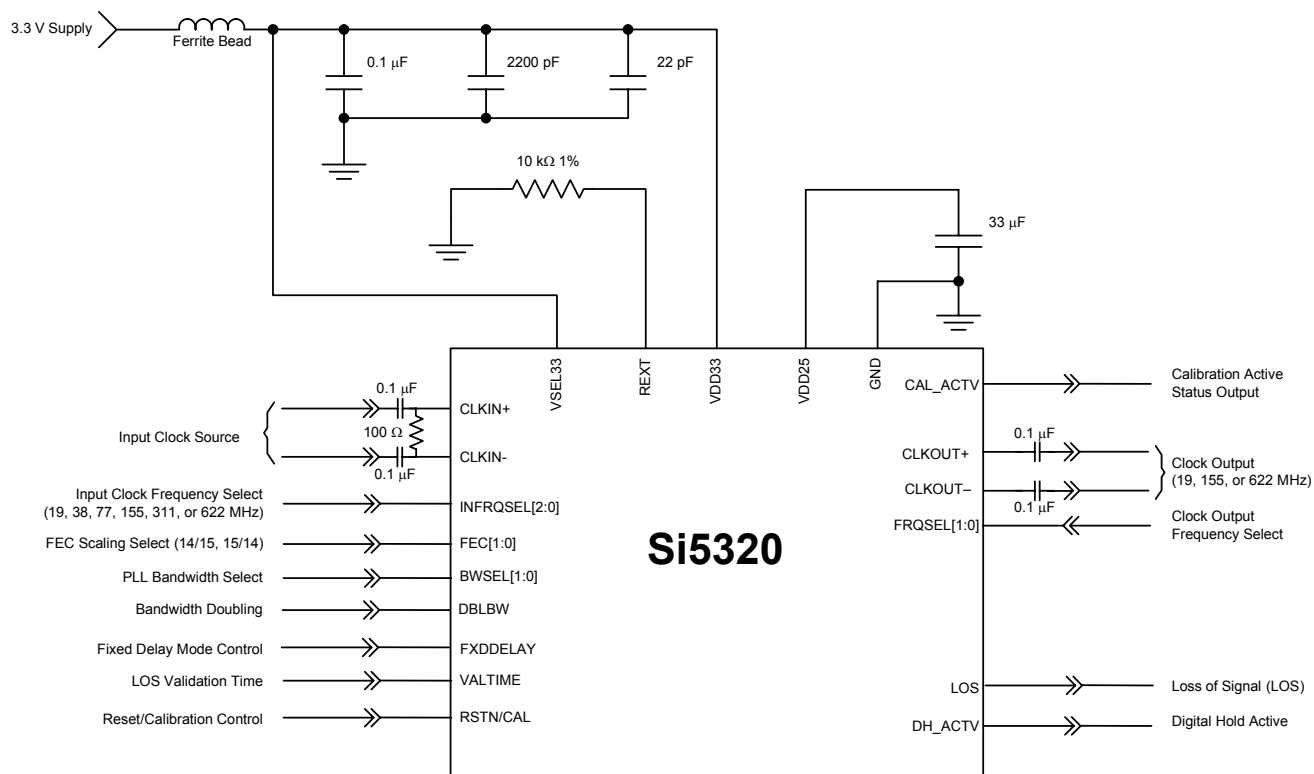 3.3 V Supply
Ferrite Bead
0.1 μF
2200 pF
22 pF
10 kΩ 1%
33 μF
VSEL33
REXT
VDD33
VDD25
GND
0.1 μF
100 Ω
0.1 μF
Input Clock Source
CLKIN+
CLKIN-
Input Clock Frequency Select
(19, 38, 77, 155, 311, or 622 MHz)
INFRQSEL[2:0]
FEC Scaling Select (14/15, 15/14)
FEC[1:0]
PLL Bandwidth Select
BWSEL[1:0]
Bandwidth Doubling
DBLBW
Fixed Delay Mode Control
FXDDELAY
LOS Validation Time
VALTIME
Reset/Calibration Control
RSTN/CAL
Si5320
CAL_ACTV
Calibration Active
Status Output
CLKOUT+
0.1 μF
CLKOUT–
0.1 μF
Clock Output
(19, 155, or 622 MHz)
FRQSEL[1:0]
Clock Output
Frequency Select
LOS
Loss of Signal (LOS)
DH_ACTV
Digital Hold Active